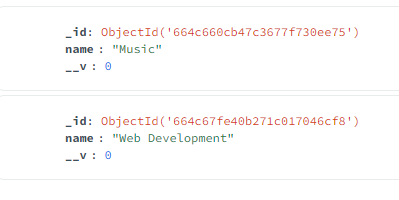 _id: ObjectId('664c660cb47c3677f730ee75')
name : "Music"
__v : 0
_id: ObjectId('664c67fe40b271c017046cf8')
name : "Web Development"
__v : 0